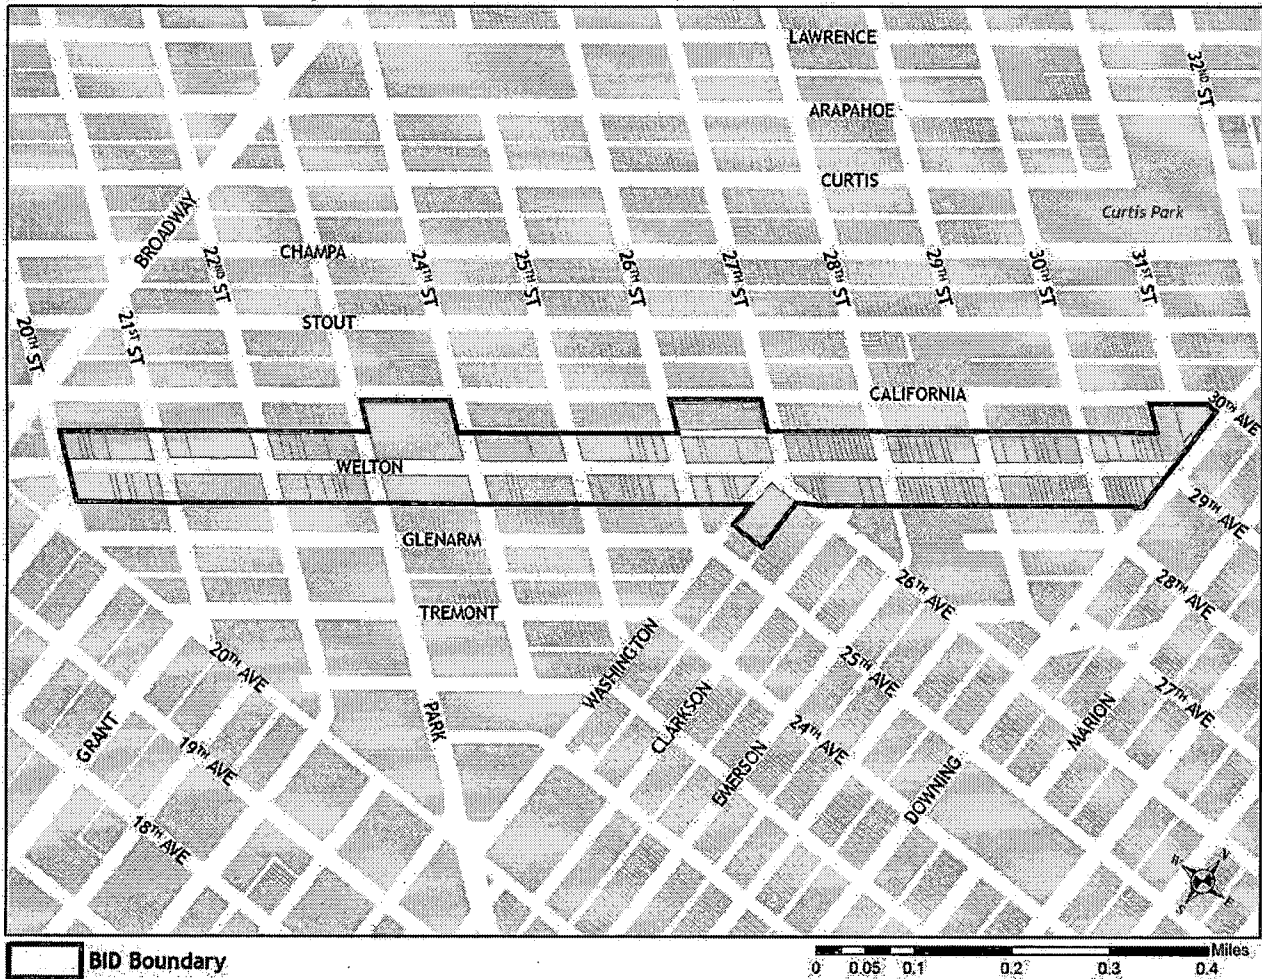 LAWRENCE
32ND ST
ARAPAHOE
CURTIS
Curtis Park
BROADWAY
CHAMPA
22ND ST
24TH ST
25TH ST
26TH ST
27TH ST
28TH ST
29TH ST
30TH ST
31ST ST
20TH ST
21ST ST
STOUT
CALIFORNIA
30TH AVE
WELTON
29TH AVE
GLENARM
26TH AVE
28TH AVE
TREMONT
20TH AVE
WASHINGTON
25TH AVE
27TH AVE
GRANT
PARK
CLARKSON
MARION
19TH AVE
EMERSON
24TH AVE
DOWNING
18TH AVE
N
W
E
S
BID Boundary
Miles
0 0.05 0.1 0.2 0.3 0.4